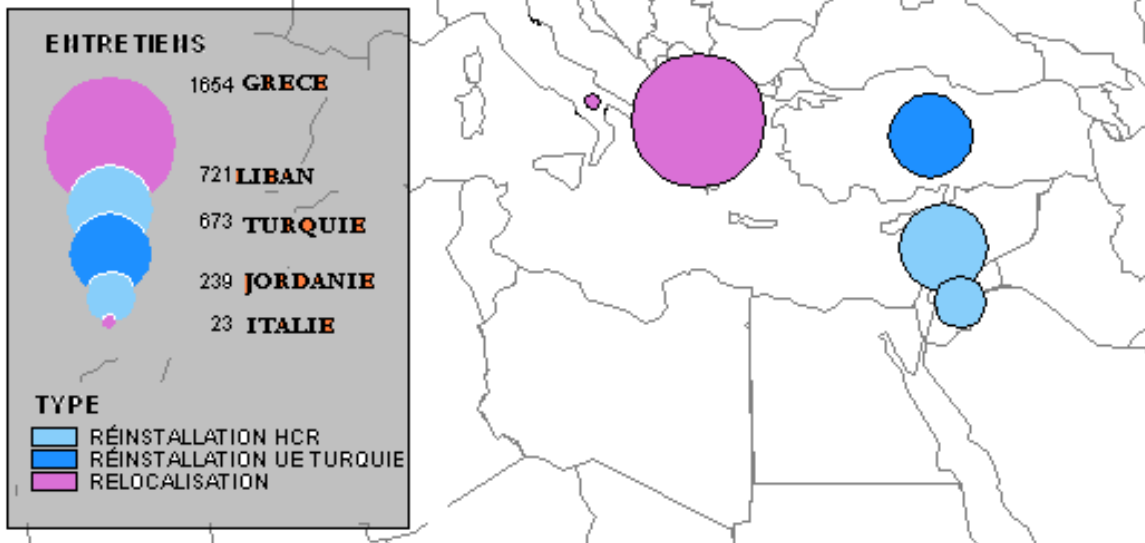 ENTRETIENS
1654 GRECE
721 LIBAN
673 TURQUIE
239 JORDANIE
23 ITALIE
TYPE
RÉINSTALLATION HCR
RÉINSTALLATION UE TURQUIE
RELOCALISATION